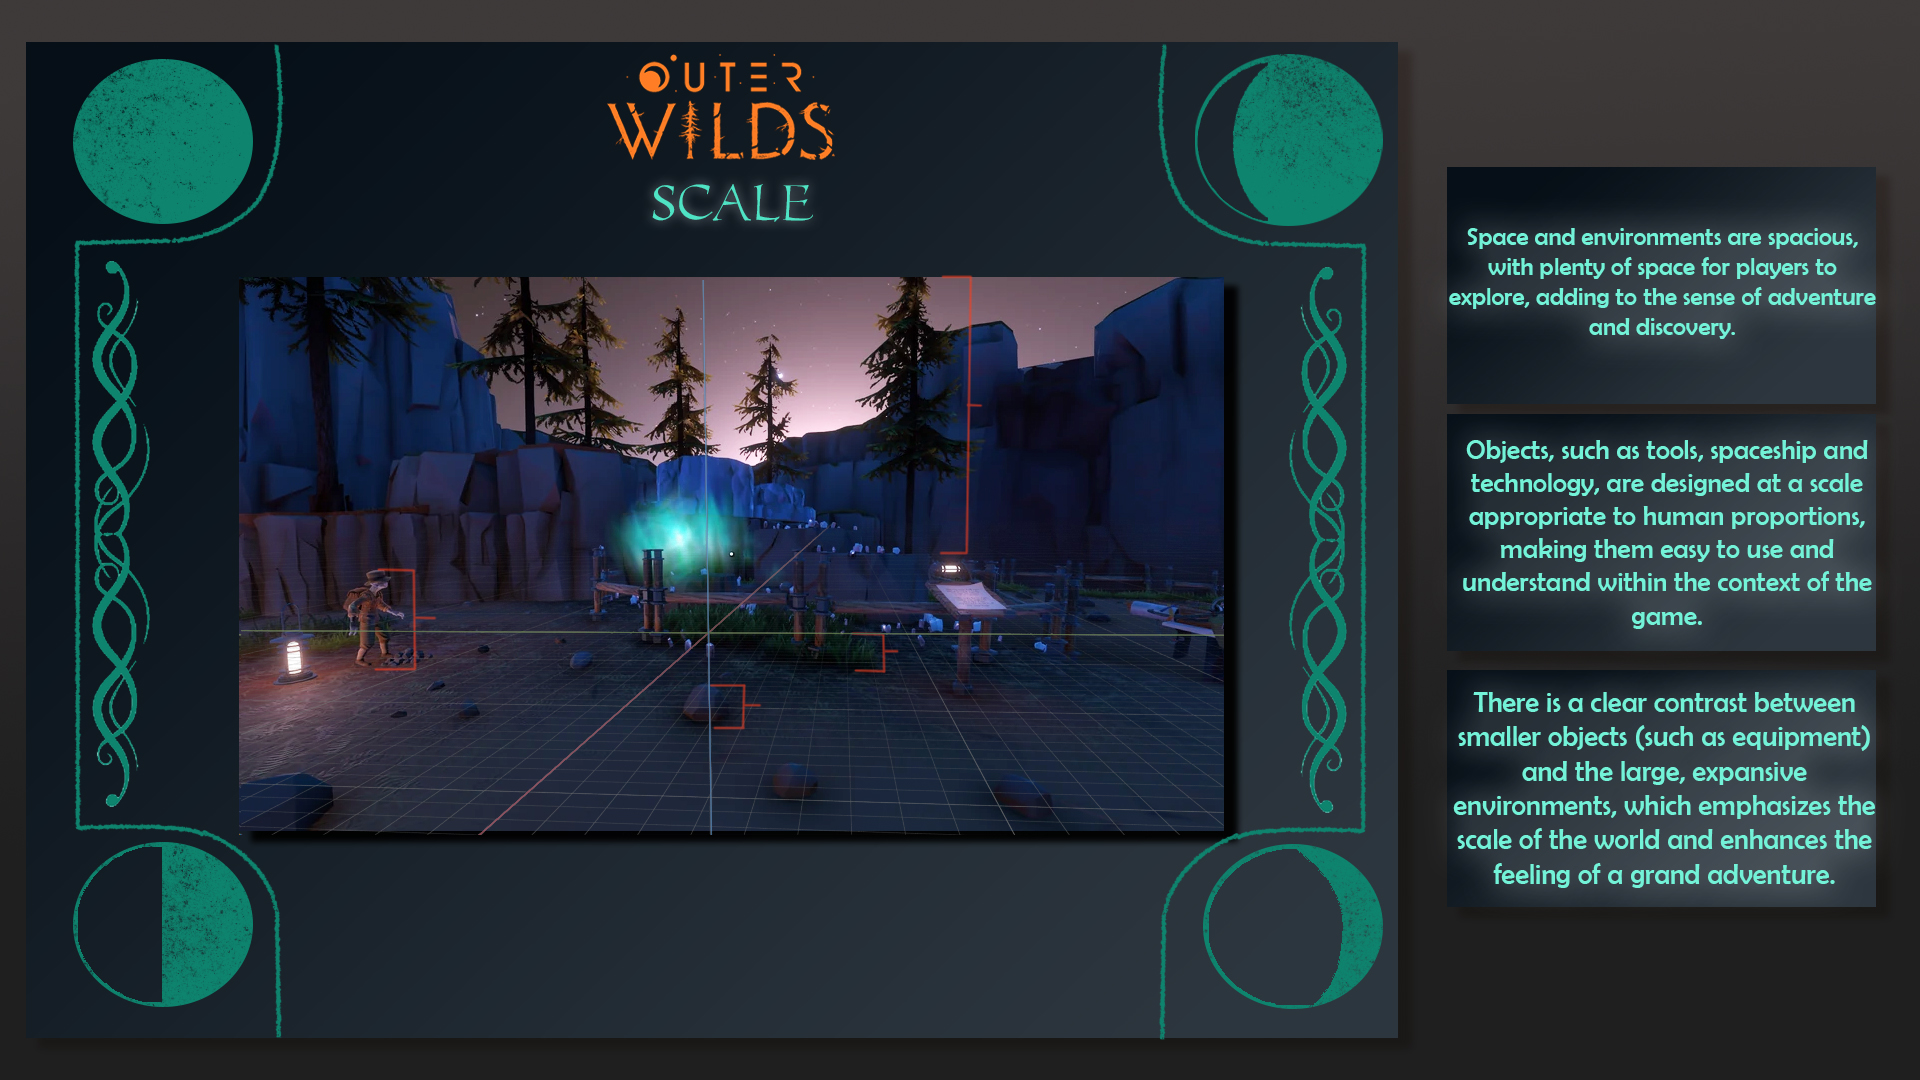 OUTER
WILDS
SCALE
Space and environments are spacious,
with plenty of space for players to
explore, adding to the sense of adventure
and discovery.
Objects, such as tools, spaceship and
technology, are designed at a scale
appropriate to human proportions,
making them easy to use and
understand within the context of the
game.
There is a clear contrast between
smaller objects (such as equipment)
and the large, expansive
environments, which emphasizes the
scale of the world and enhances the
feeling of a grand adventure.